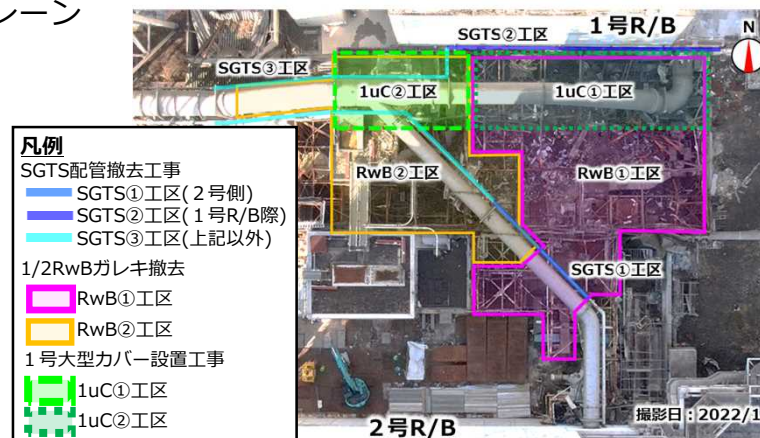 レーン
1号R/B
SGTS②工区
N
SGTS③工区
1uC②工区
1uC①工区
RwB②工区
RwB①工区
SGTS①工区
凡例
SGTS配管撤去工事
SGTS①工区(２号側)
SGTS②工区(１号R/B際)
SGTS③工区(上記以外)
1/2RwBガレキ撤去
RwB①工区
RwB②工区
１号大型カバー設置工事
1uC①工区
1uC②工区
2号R/B
撮影日：2022/1